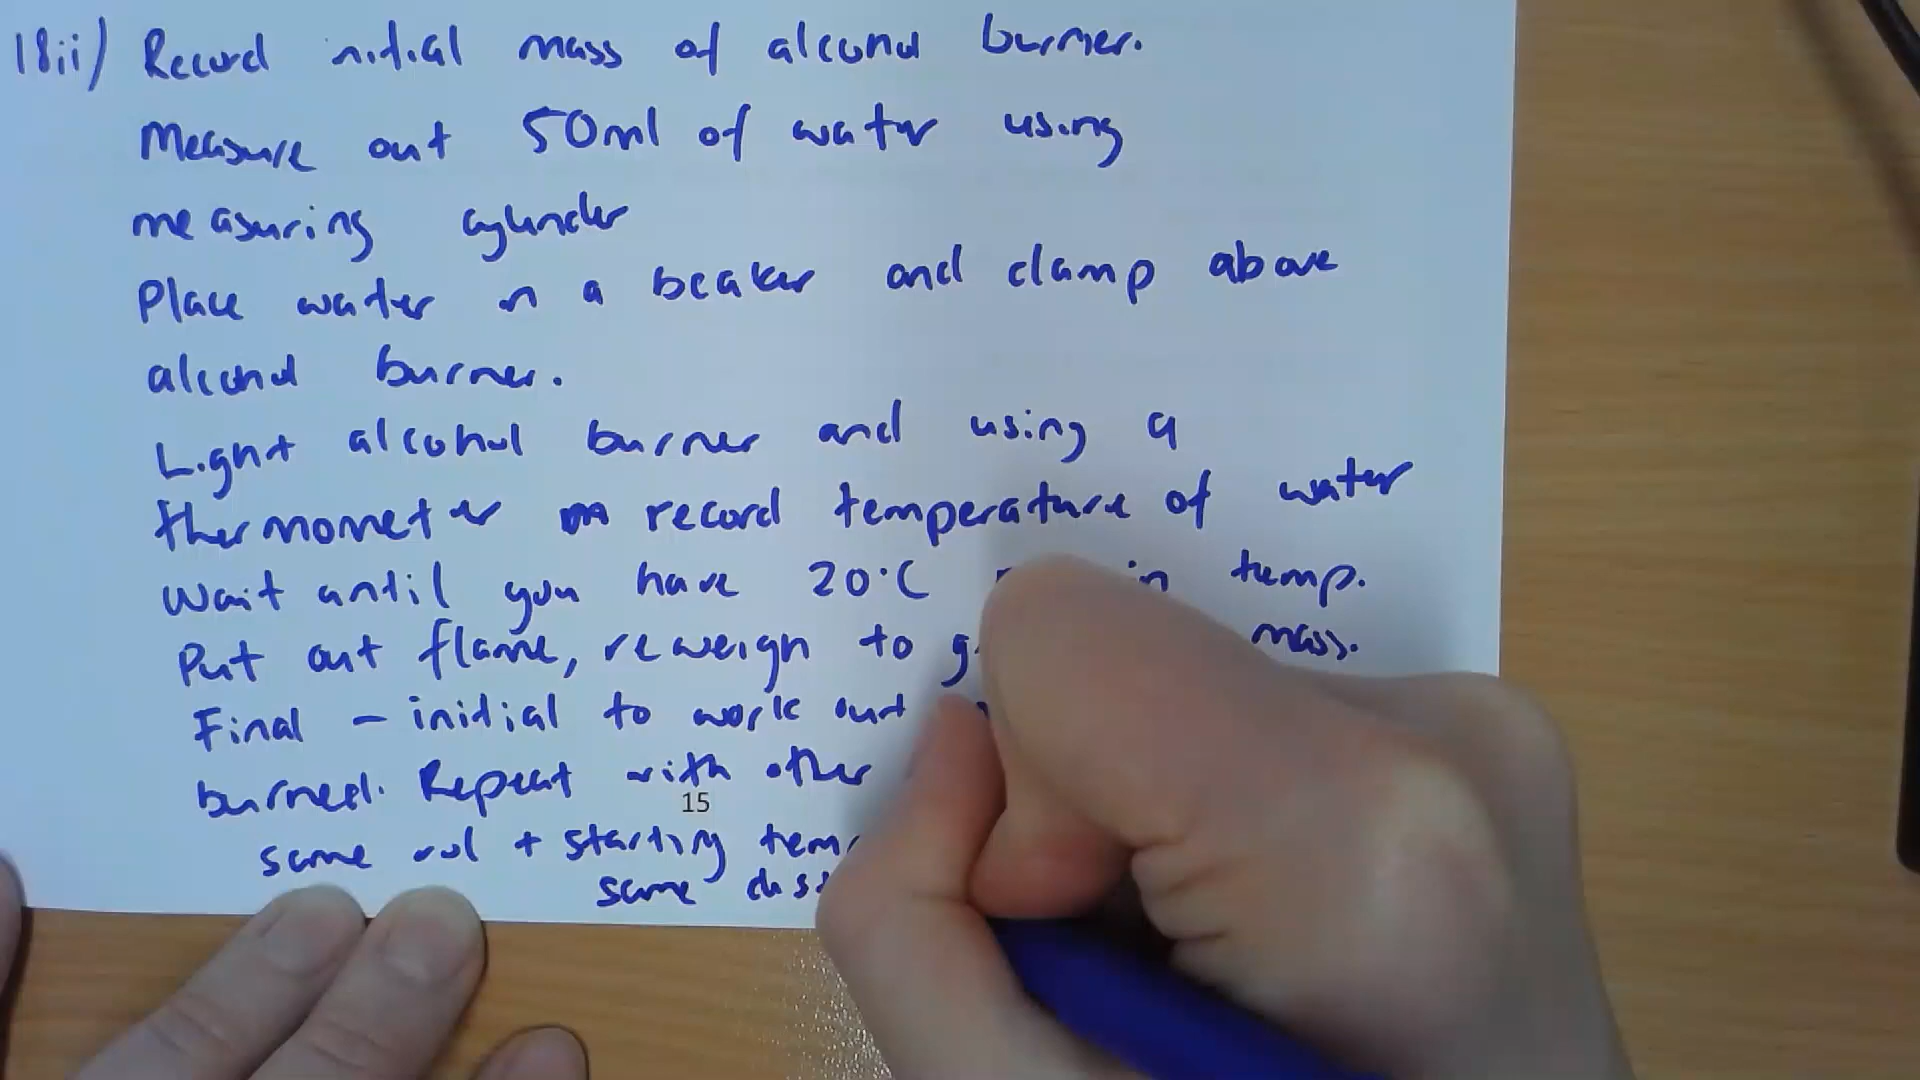 18ii) Record initial mass of alcohol burner.
Measure out 50ml of water using
measuring cylinder
Place water in a beaker and clamp above
alcohol burner.
Light alcohol burner and using a
thermometer record temperature of water
Wait until you have 20°C in temp.
Put out flame, reweigh to mass.
Final - initial to work out
burned. Repeat with other
15
same vol + starting temp
same